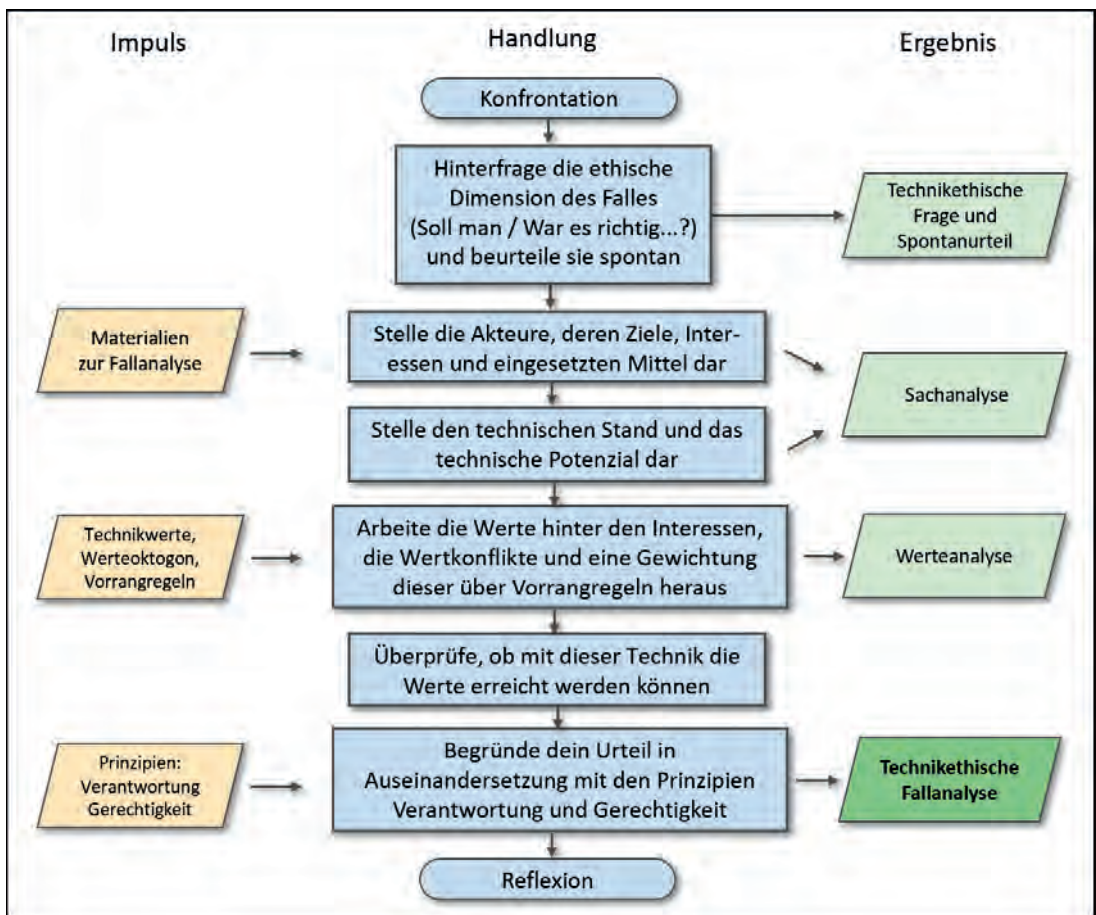 Impuls
Handlung
Ergebnis
Konfrontation
Hinterfrage die ethische
Dimension des Falles
(Soll man / War es richtig...?)
und beurteile sie spontan
Technikethische
Frage und
Spontanurteil
Materialien
zur Fallanalyse
Stelle die Akteure, deren Ziele, Inter-
essen und eingesetzten Mittel dar
Sachanalyse
Stelle den technischen Stand und das
technische Potenzial dar
Technikwerte,
Werteoktogon,
Vorrangregeln
Arbeite die Werte hinter den Interessen,
die Wertkonflikte und eine Gewichtung
dieser über Vorrangregeln heraus
Werteanalyse
Überprüfe, ob mit dieser Technik die
Werte erreicht werden können
Prinzipien:
Verantwortung
Gerechtigkeit
Begründe dein Urteil in
Auseinandersetzung mit den Prinzipien
Verantwortung und Gerechtigkeit
Technikethische
Fallanalyse
Reflexion